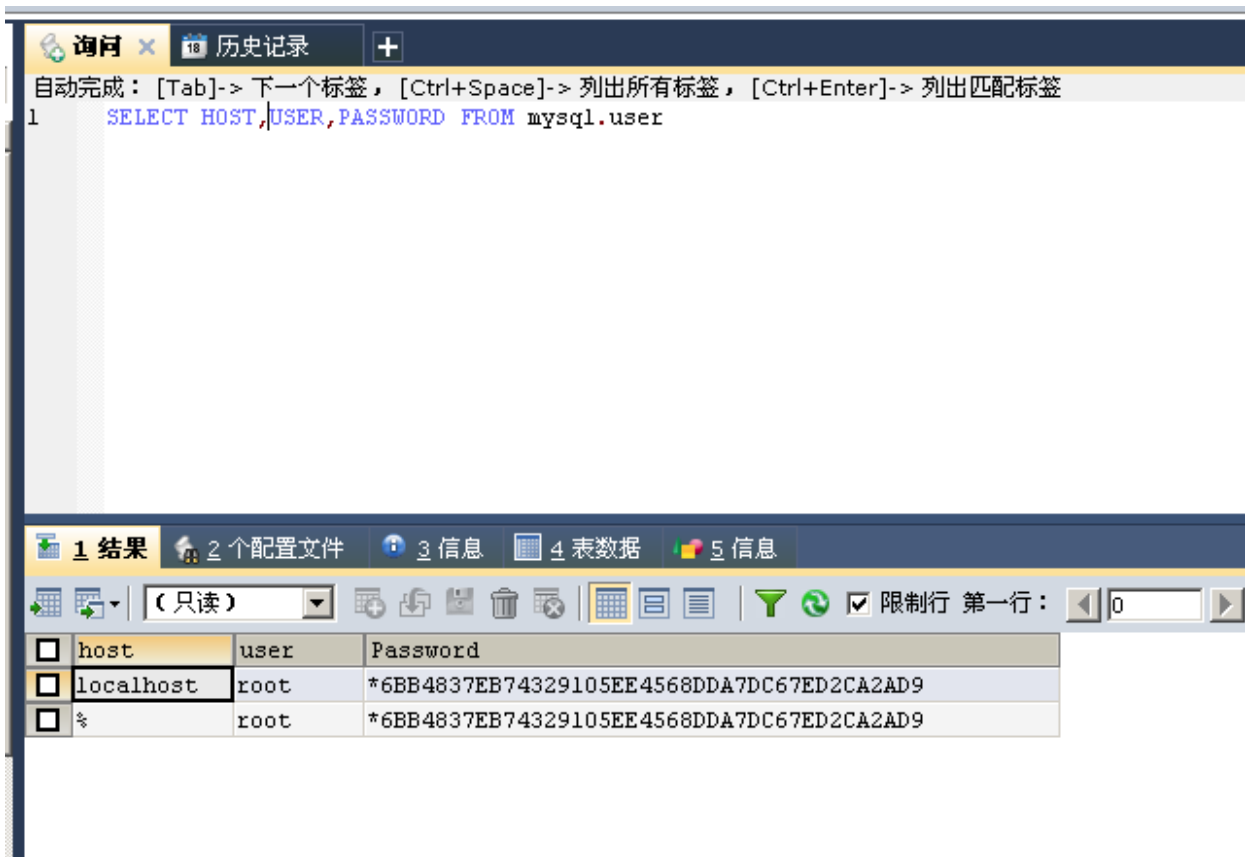 询问 历史记录
自动完成： [Tab]-> 下一个标签， [Ctrl+Space]-> 列出所有标签， [Ctrl+Enter]-> 列出匹配标签
1 SELECT HOST,USER,PASSWORD FROM mysql.user
1 结果 2 个配置文件 3 信息 4 表数据 5 信息
(只读) 限制行 第一行： 0
host user Password
localhost root *6BB4837EB74329105EE4568DDA7DC67ED2CA2AD9
% root *6BB4837EB74329105EE4568DDA7DC67ED2CA2AD9